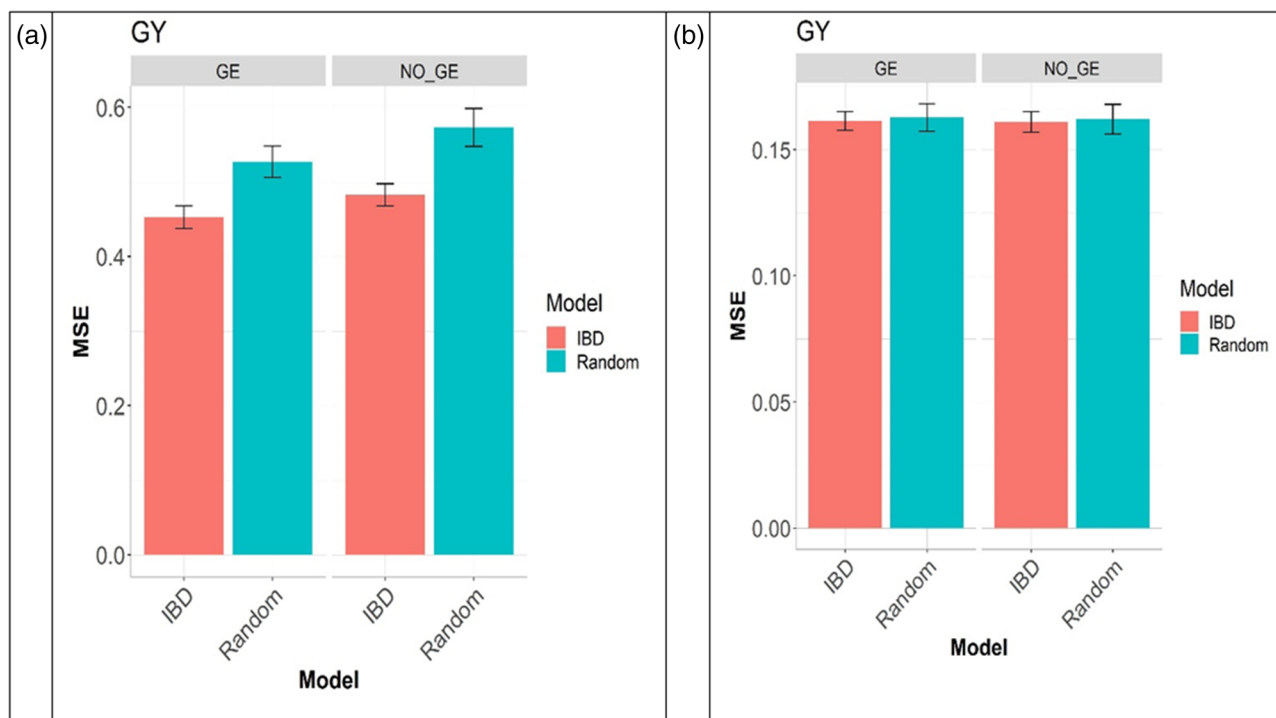 (a)
GY
GE NO_GE
0.6
0.4
0.2
0.0
MSE
IBD Random IBD Random
Model
Model
IBD
Random
(b)
GY
GE NO_GE
0.15
0.10
0.05
0.00
MSE
IBD Random IBD Random
Model
Model
IBD
Random